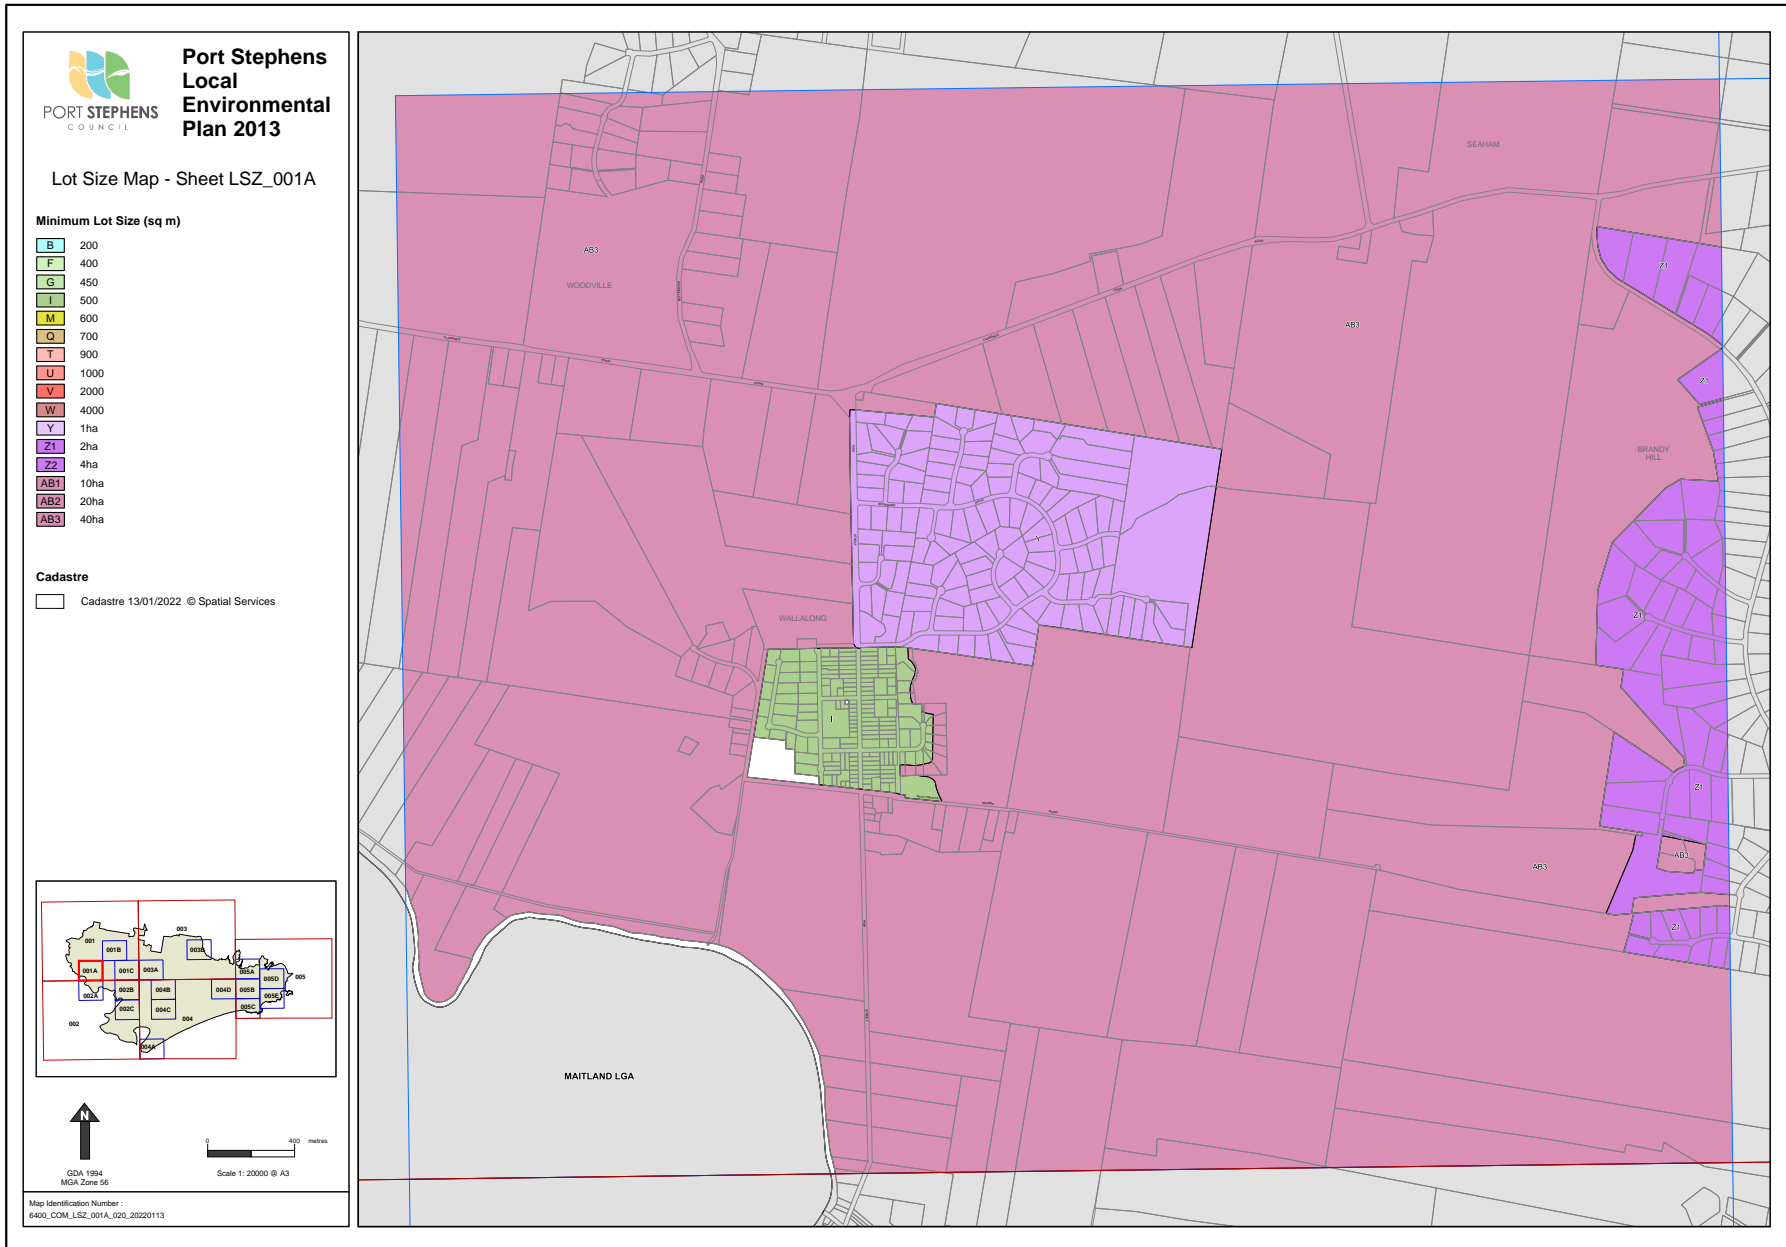 PORT STEPHENS
COUNCIL
Port Stephens
Local
Environmental
Plan 2013
Lot Size Map - Sheet LSZ_001A
Minimum Lot Size (sq m)
B 200
F 400
G 450
I 500
M 600
Q 700
T 900
U 1000
V 2000
W 4000
Y 1ha
Z1 2ha
Z2 4ha
AB1 10ha
AB2 20ha
AB3 40ha
Cadastre
Cadastre 13/01/2022 © Spatial Services
001
001B
003
003B
001A
001C
003A
005A
005D
005
002A
002B
004B
004D
005B
005E
002C
004C
005C
002
004
004A
N
GDA 1994
MGA Zone 56
0 400 metres
Scale 1: 20000 @ A3
Map Identification Number :
6400_COM_LSZ_001A_020_20220113
SEAHAM
AB3
WOODVILLE
Z1
AB3
Z1
BRANDY
HILL
Y
WALLALONG
Z1
I
Z1
AB3
AB3
Z1
MAITLAND LGA